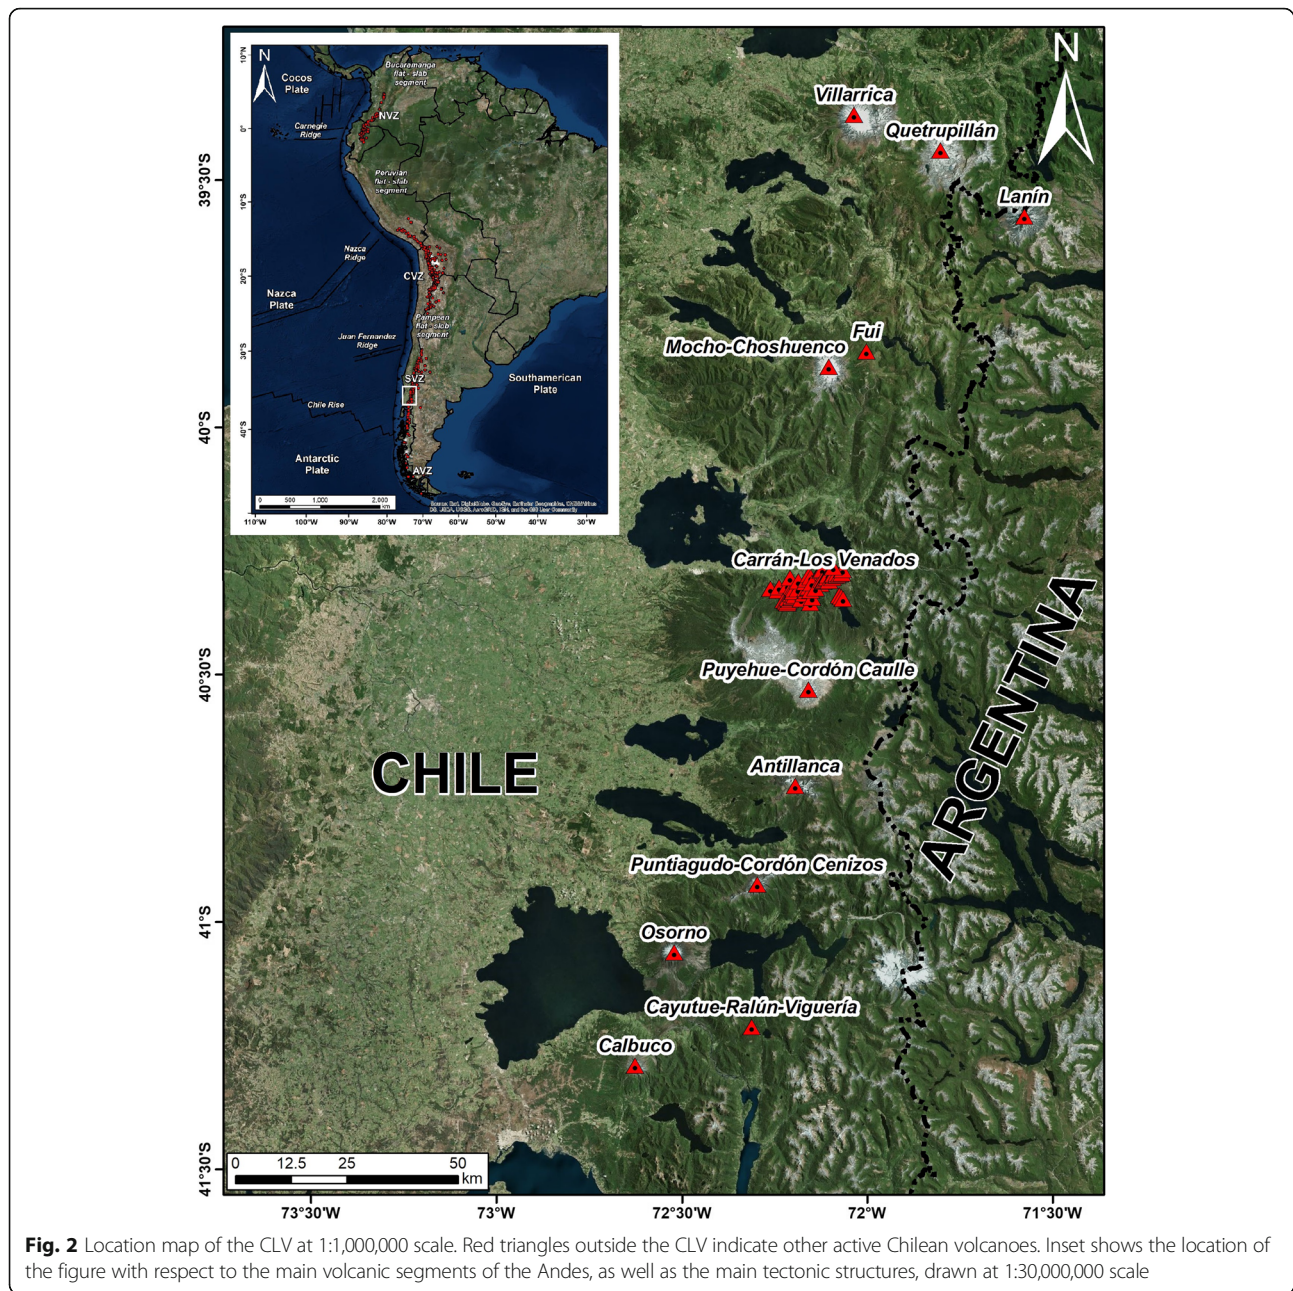 N
Cocos
Plate
Bucaramanga
flat - slab
segment
NVZ
Carnegie
Ridge
Peruvian
flat - slab
segment
Nazca
Ridge
CVZ
Nazca
Plate
Pampean
flat - slab
segment
Juan Fernandez
Ridge
SVZ
Southamerican
Plate
Chile Rise
Antarctic
Plate
AVZ
0 500 1,000 2,000
km
10°N
0°
10°S
20°S
30°S
40°S
110°W 100°W 90°W 80°W 70°W 60°W 50°W 40°W 30°W
N
Villarrica
Quetrupillán
Lanín
Fui
Mocho-Choshuenco
Carrán-Los Venados
Puyehue-Cordón Caulle
CHILE
ARGENTINA
Antillanca
Puntiagudo-Cordón Cenizos
Osorno
Cayutue-Ralún-Viguería
Calbuco
39°30'S
40°S
40°30'S
41°S
41°30'S
0 12.5 25 50
km
73°30'W 73°W 72°30'W 72°W 71°30'W
Fig. 2 Location map of the CLV at 1:1,000,000 scale. Red triangles outside the CLV indicate other active Chilean volcanoes. Inset shows the location of
the figure with respect to the main volcanic segments of the Andes, as well as the main tectonic structures, drawn at 1:30,000,000 scale